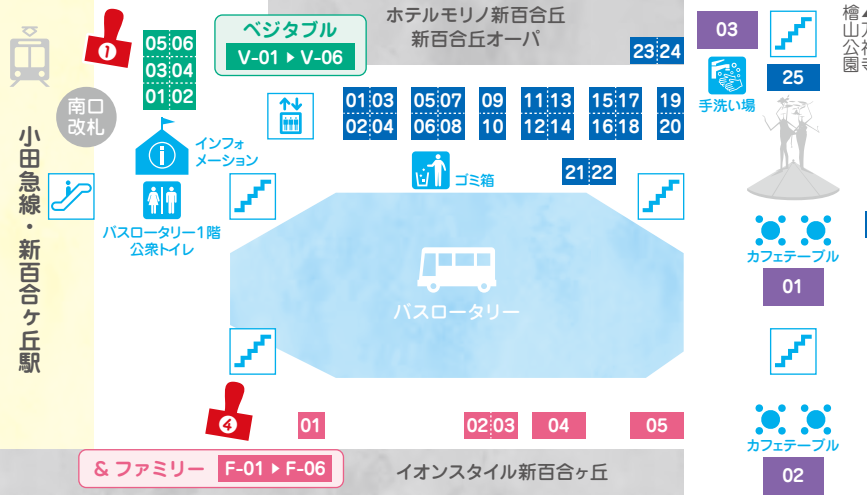 ホテルモリノ新百合丘
新百合丘オーパ
ベジタブル
V-01 ▶ V-06
❶
05 06
03 04
01 02
南口
改札
小田急線・新百合ヶ丘駅
インフォ
メーション
バスロータリー1階
公衆トイレ
23 24
01 03
02 04
05 07
06 08
09
10
11 13
12 14
15 17
16 18
19
20
21 22
ゴミ箱
バスロータリー
03
手洗い場
25
カフェテーブル
01
カフェテーブル
02
❹
01
02 03
04
05
& ファミリー
F-01 ▶ F-06
イオンスタイル新百合ヶ丘
檜山公園